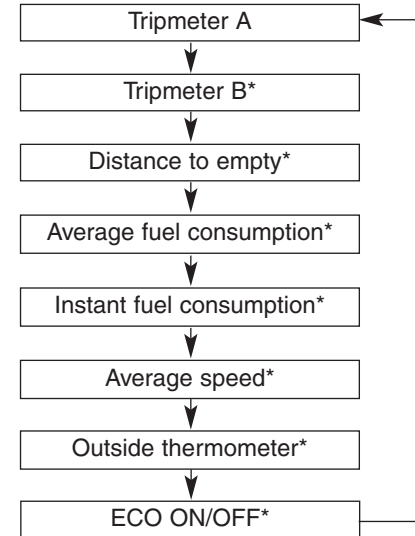 Tripmeter A
Tripmeter B*
Distance to empty*
Average fuel consumption*
Instant fuel consumption*
Average speed*
Outside thermometer*
ECO ON/OFF*